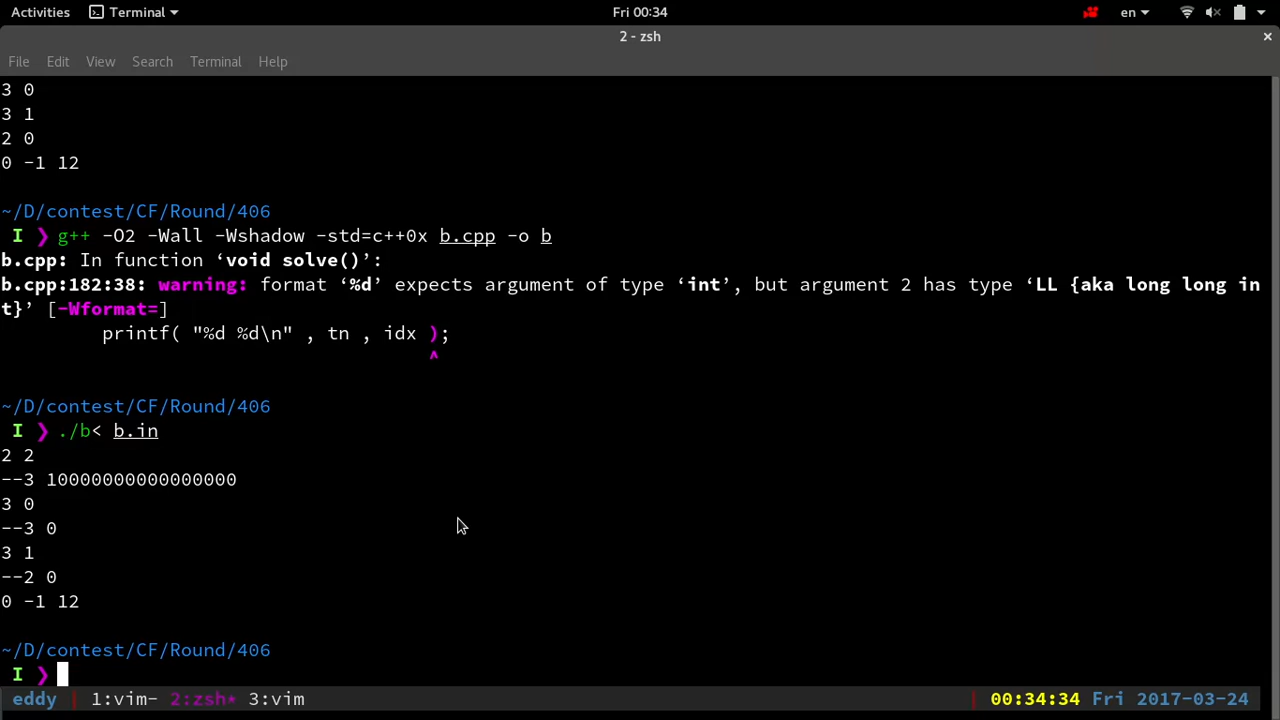 Activities Terminal Fri 00:34 en
2 - zsh
File Edit View Search Terminal Help
3 0
3 1
2 0
0 -1 12
~/D/contest/CF/Round/406
I ❯ g++ -O2 -Wall -Wshadow -std=c++0x b.cpp -o b
b.cpp: In function ‘void solve()’:
b.cpp:182:38: warning: format ‘%d’ expects argument of type ‘int’, but argument 2 has type ‘LL {aka long long in
t}’ [-Wformat=]
printf( "%d %d\n" , tn , idx );
^
~/D/contest/CF/Round/406
I ❯ ./b< b.in
2 2
--3 10000000000000000
3 0
--3 0
3 1
--2 0
0 -1 12
~/D/contest/CF/Round/406
I ❯
eddy | 1:vim- 2:zsh* 3:vim | 00:34:34 Fri 2017-03-24